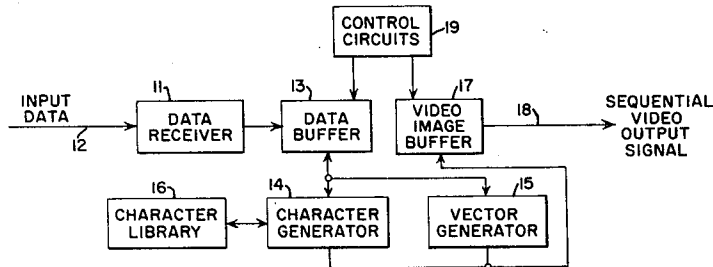 CONTROL
CIRCUITS
19
INPUT
DATA
12
11
DATA
RECEIVER
13
DATA
BUFFER
17
VIDEO
IMAGE
BUFFER
18
SEQUENTIAL
VIDEO
OUTPUT
SIGNAL
16
CHARACTER
LIBRARY
14
CHARACTER
GENERATOR
15
VECTOR
GENERATOR